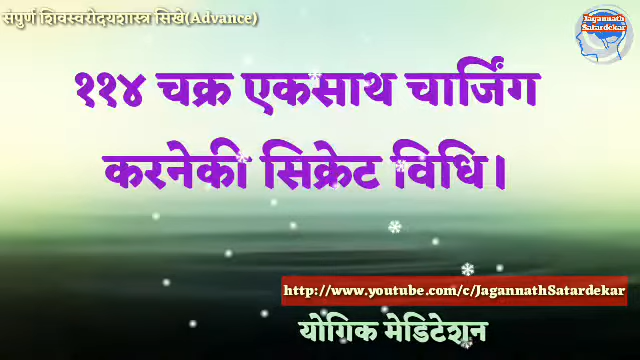 संपुर्ण शिवस्वरोदयशास्त्र सिखे(Advance)
Jagannath
Satardekar
११४ चक्र एकसाथ चार्जिंग
करनेकी सिक्रेट विधि।
http://www.youtube.com/c/JagannathSatardekar
योगिक मेडिटेशन